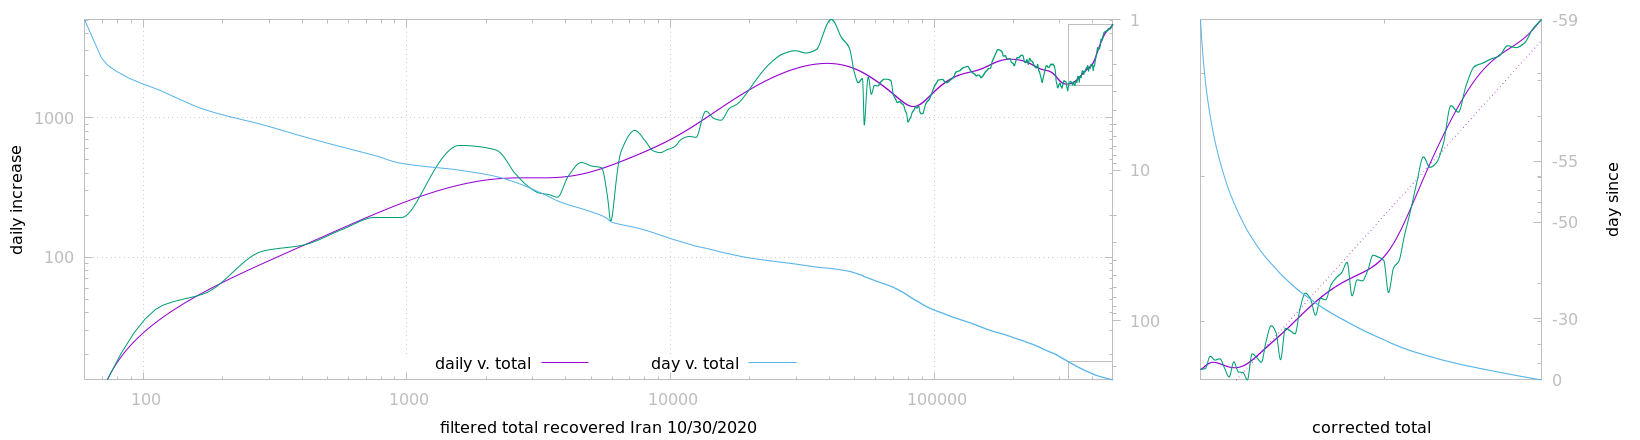 1
-59
1000
daily increase
10
-55
day since
-50
100
100
-30
daily v. total
day v. total
0
100
1000
10000
100000
filtered total recovered Iran 10/30/2020
corrected total